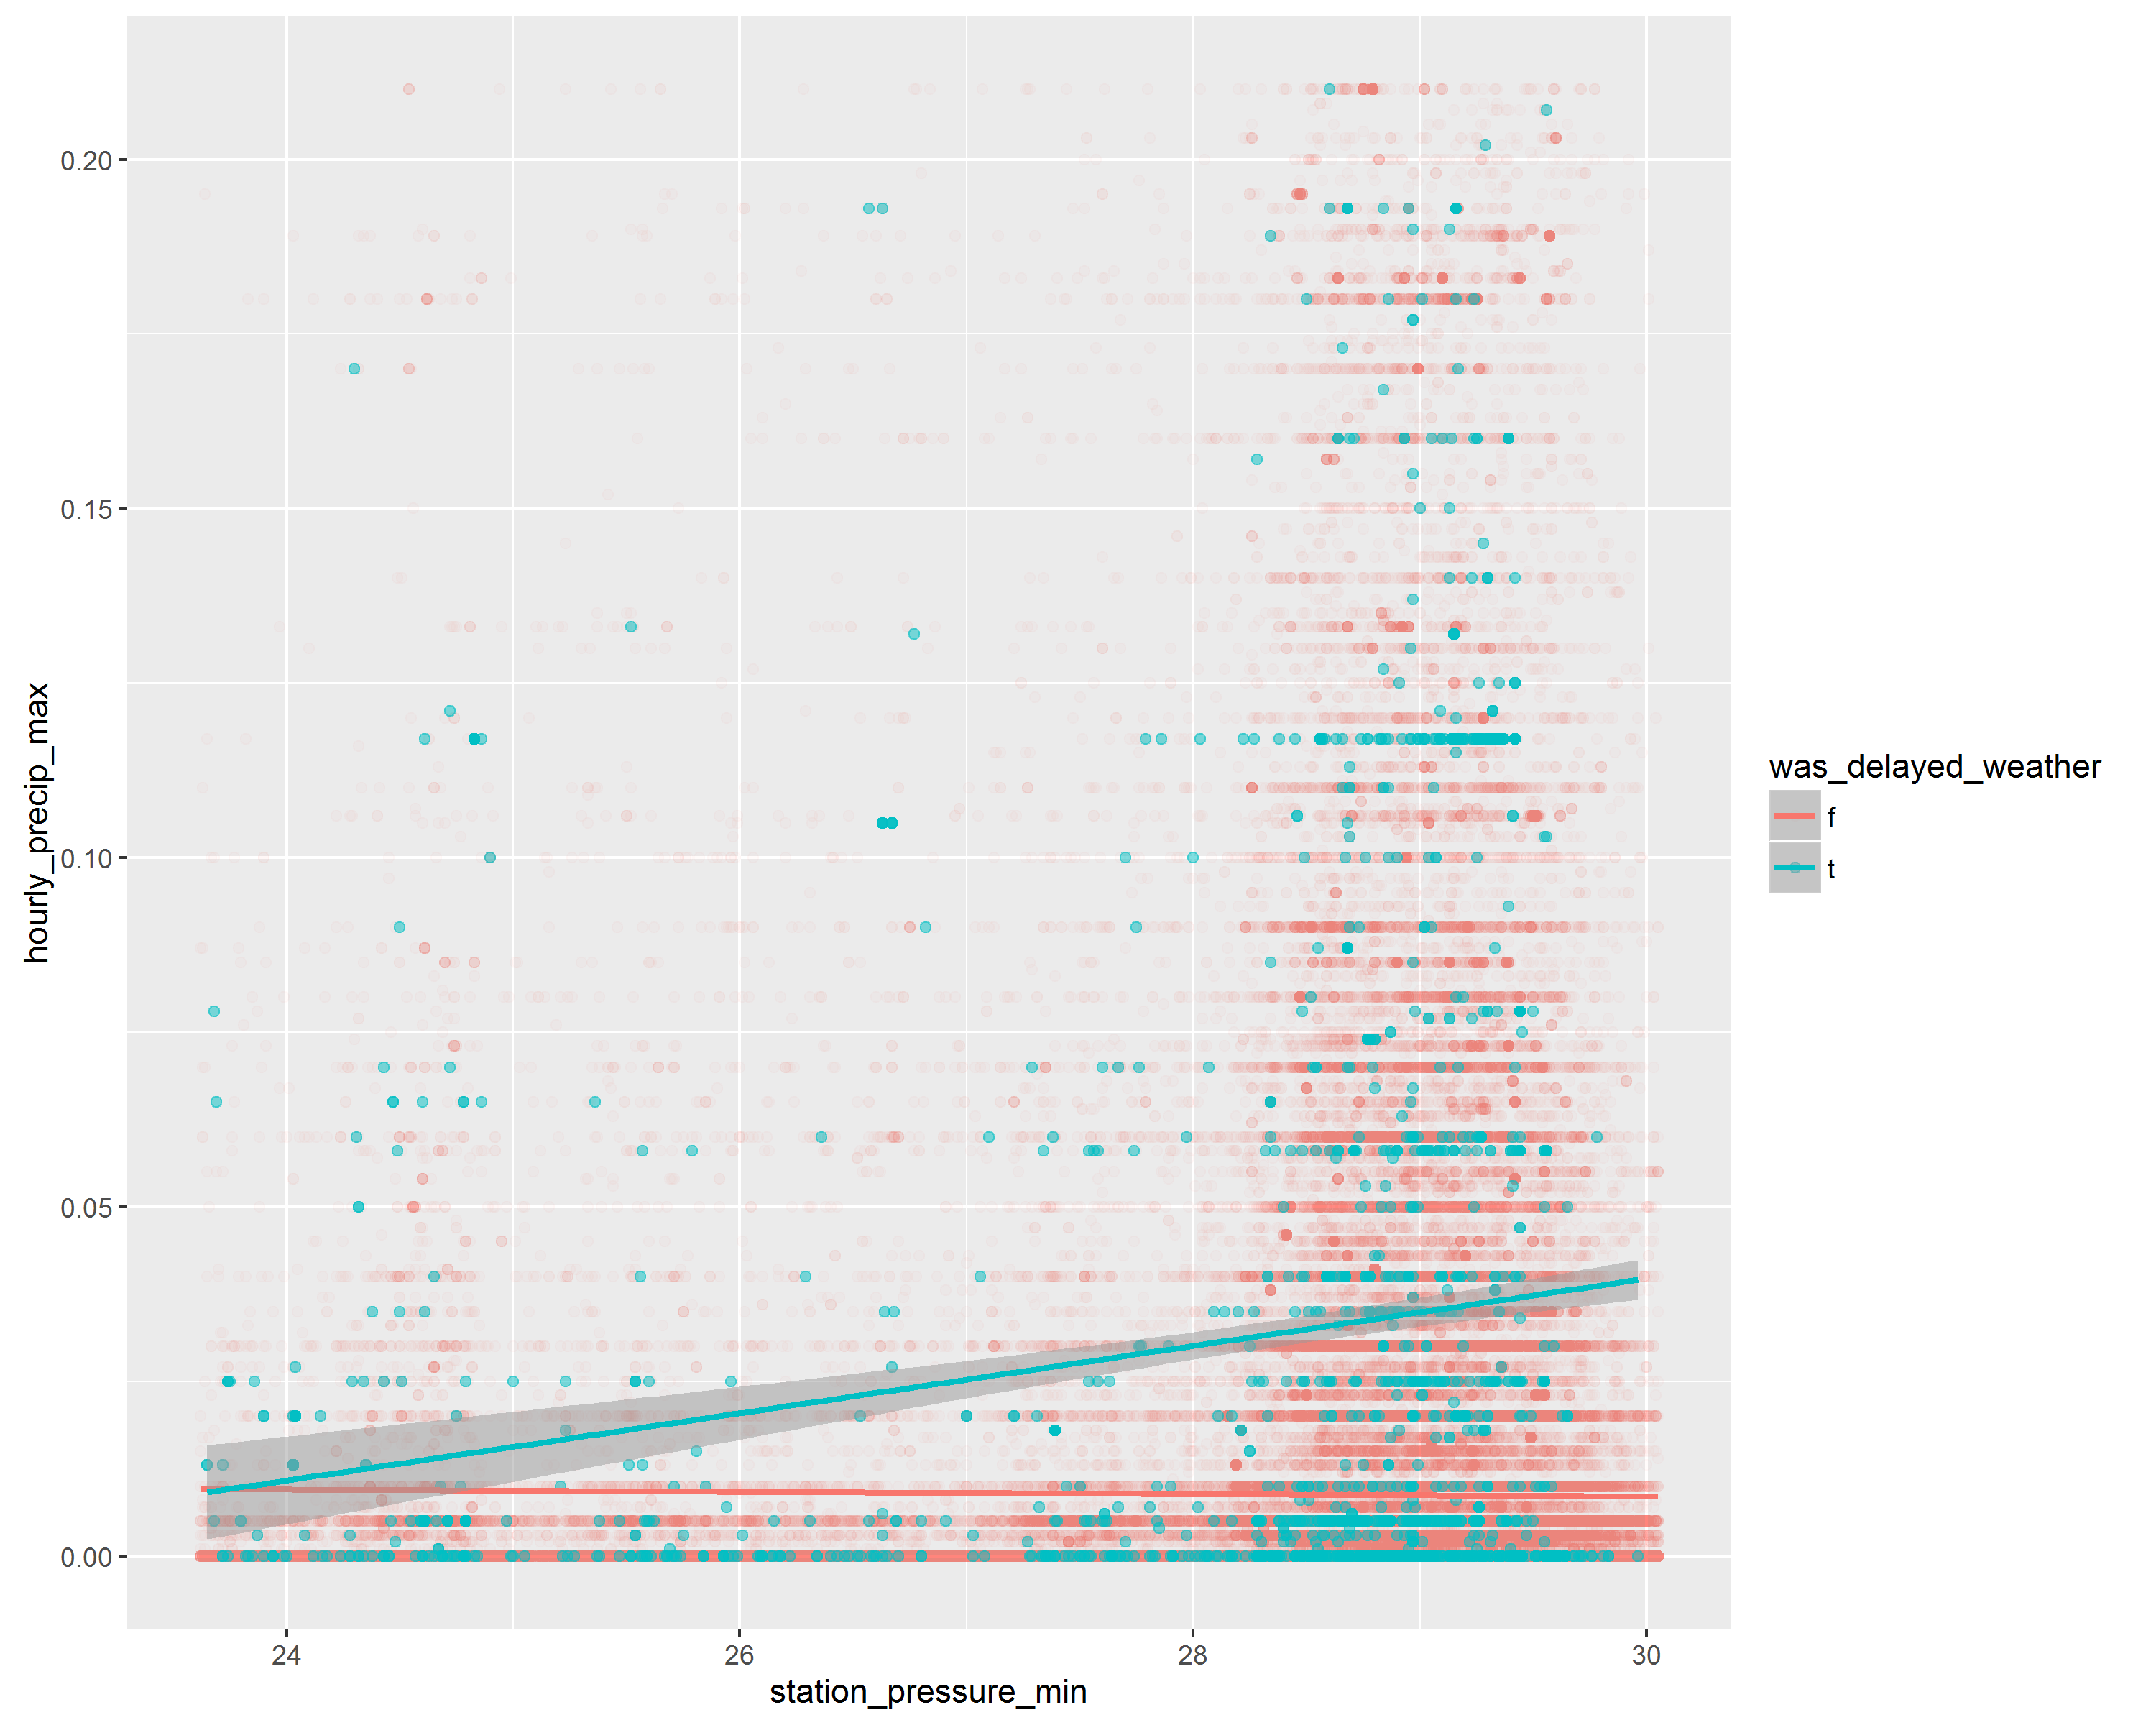 0.20
0.15
0.10
0.05
0.00
hourly_precip_max
24
26
28
30
station_pressure_min
was_delayed_weather
f
t